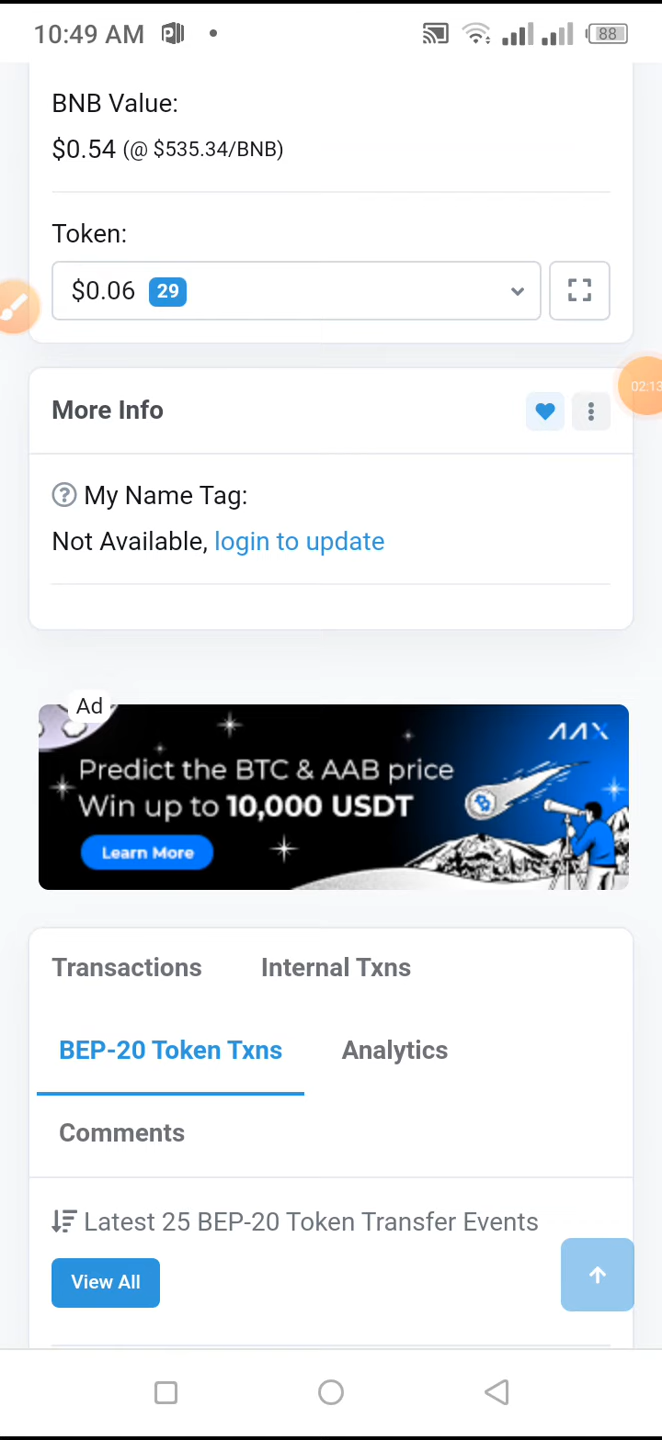 10:49 AM
88
BNB Value:
$0.54 (@ $535.34/BNB)
Token:
$0.06 29
02:13
More Info
? My Name Tag:
Not Available, login to update
Ad
AAX
Predict the BTC & AAB price
Win up to 10,000 USDT
Learn More
Transactions Internal Txns
BEP-20 Token Txns Analytics
Comments
Latest 25 BEP-20 Token Transfer Events
View All